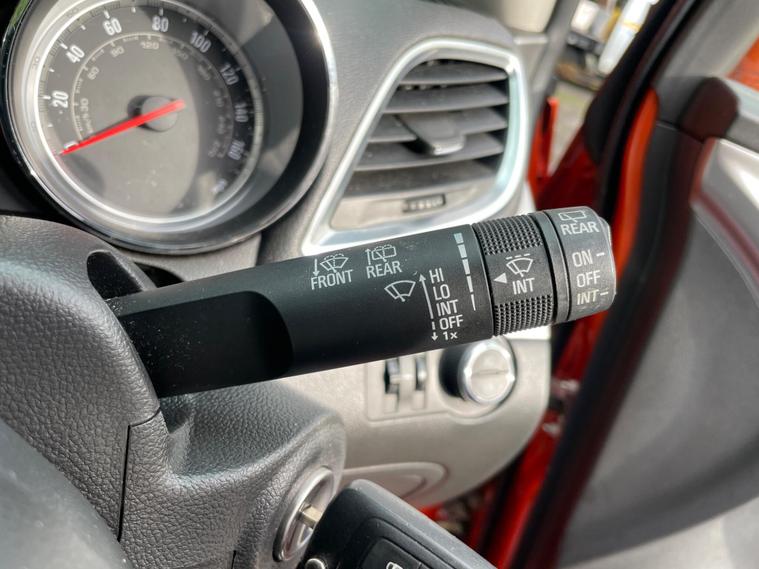 20
40
60
80
100
120
140
160
120
FRONT
REAR
HI
LO
INT
OFF
1x
INT
REAR
ON
OFF
INT